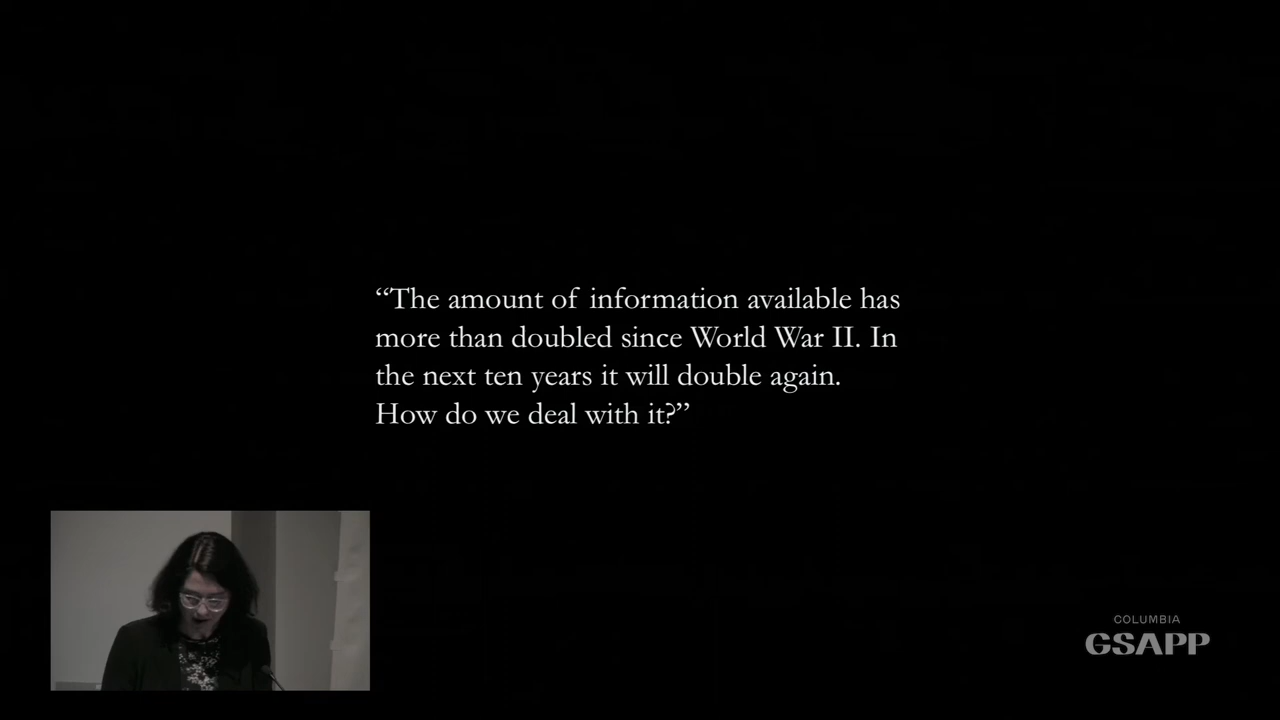 “The amount of information available has
more than doubled since World War II. In
the next ten years it will double again.
How do we deal with it?”
COLUMBIA
GSAPP